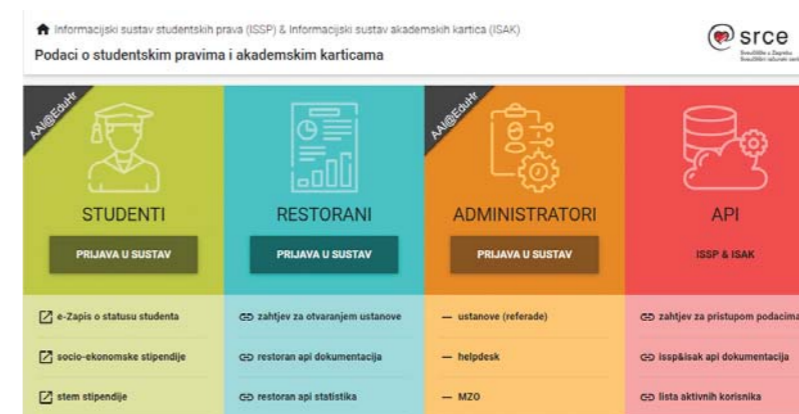 Informacijski sustav studentskih prava (ISSP) & Informacijski sustav akademskih kartica (ISAK)
Podaci o studentskim pravima i akademskim karticama
srce
AAI@EduHr
STUDENTI
PRIJAVA U SUSTAV
e-Zapis o statusu studenta
socio-ekonomske stipendije
stem stipendije
RESTORANI
PRIJAVA U SUSTAV
zahtjev za otvaranjem ustanove
restoran api dokumentacija
restoran api statistika
AAI@EduHr
ADMINISTRATORI
PRIJAVA U SUSTAV
— ustanove (referade)
— helpdesk
— MZO
API
ISSP & ISAK
zahtjev za pristupom podacima
issp&isak api dokumentacija
lista aktivnih korisnika